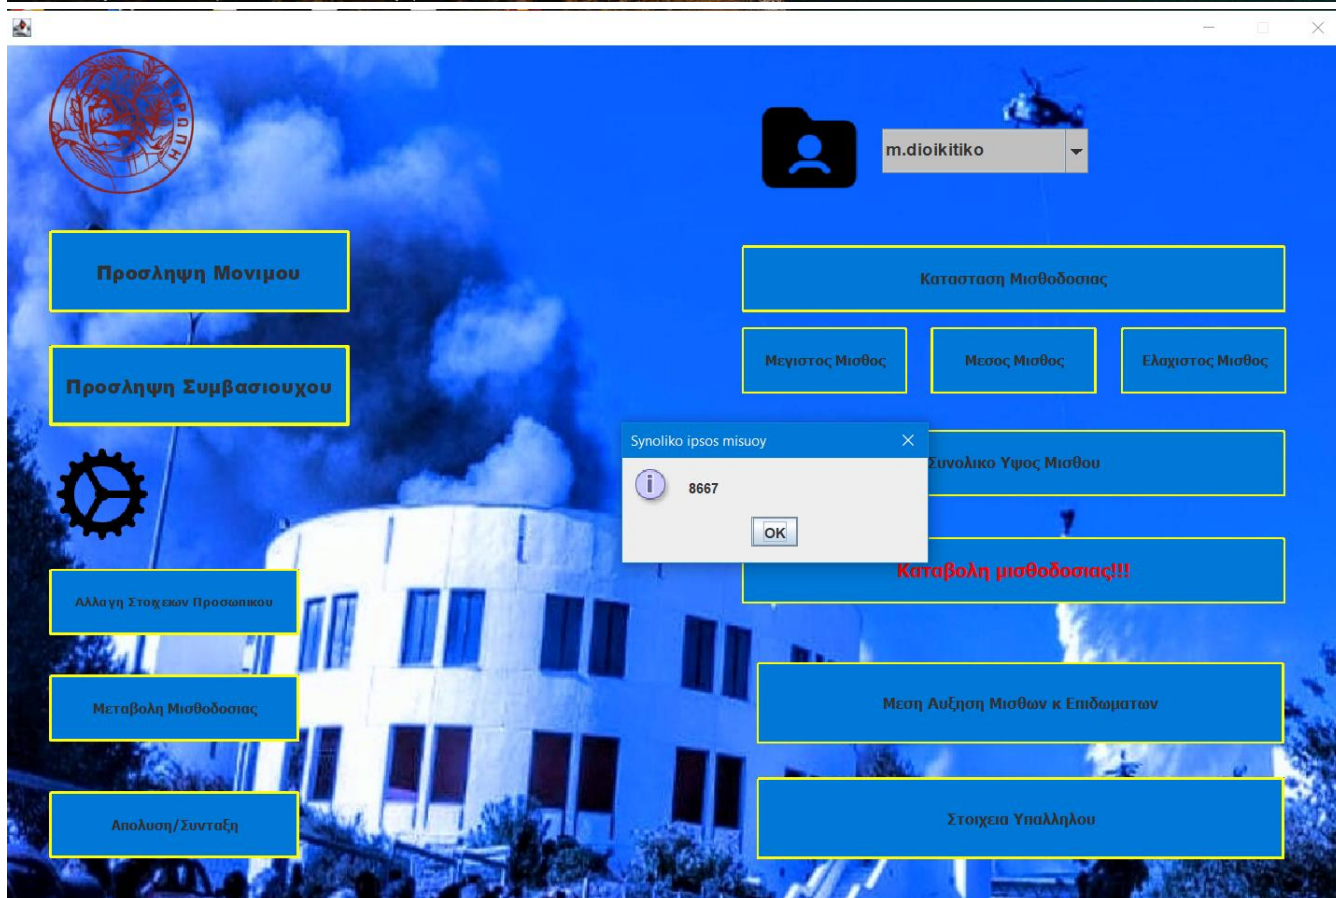 m.dioikitiko
Προσληψη Μονιμου
Κατασταση Μισθοδοσιας
Μεγιστος Μισθος
Μεσος Μισθος
Ελαχιστος Μισθος
Προσληψη Συμβασιουχου
Synoliko ipsos misuoy
Συνολικο Υψος Μισθου
8667
OK
Καταβολη μισθοδοσιας!!!
Αλλαγη Στοιχειων Προσωπικου
Μεση Αυξηση Μισθων κ Επιδωματων
Μεταβολη Μισθοδοσιας
Στοιχεια Υπαλληλου
Απολυση/Συνταξη